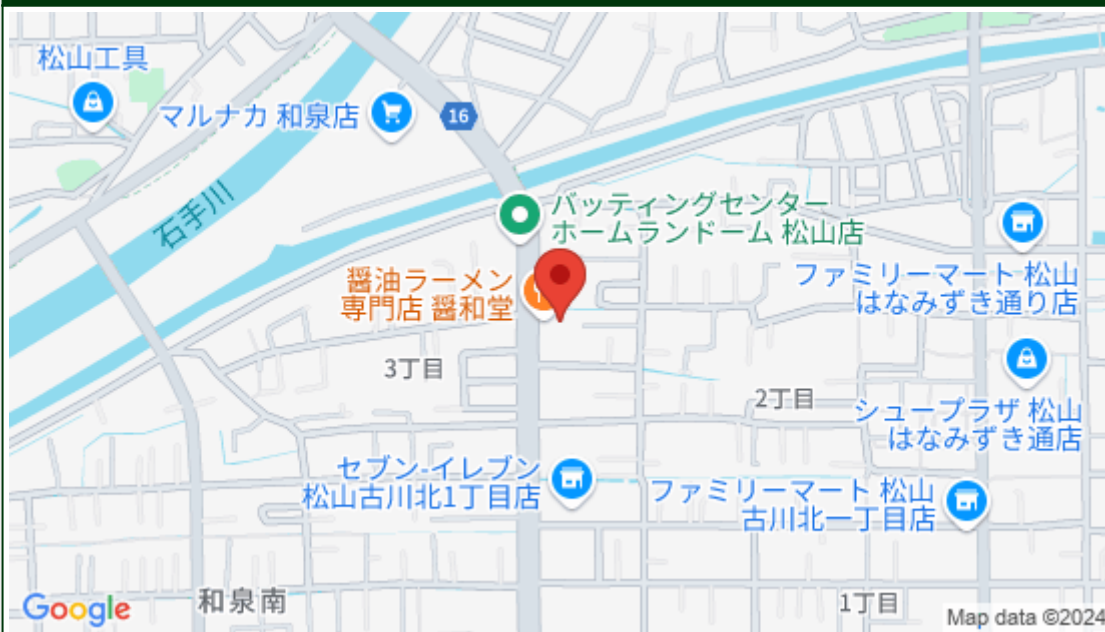 松山工具
マルナカ 和泉店
16
石手川
バッティングセンター
ホームランドーム 松山店
ファミリーマート 松山
はなみずき通り店
醤油ラーメン
専門店 醤和堂
3丁目
2丁目
シュープラザ 松山
はなみずき通店
セブン-イレブン
松山古川北1丁目店
ファミリーマート 松山
古川北一丁目店
和泉南
1丁目
Google
Map data ©2024